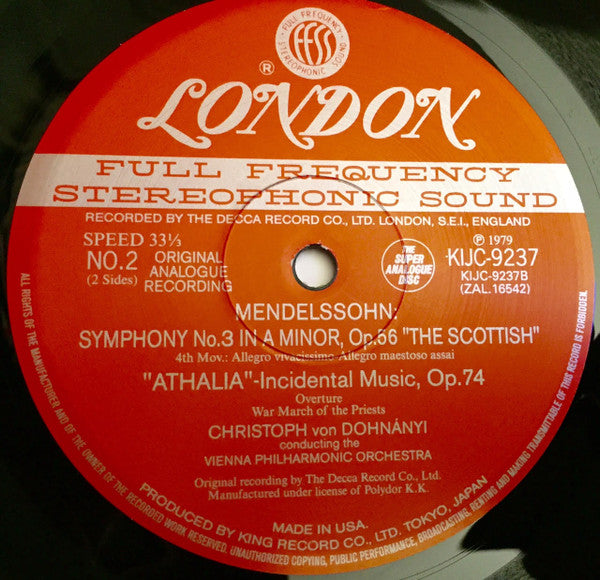 FULL FREQUENCY
FFSS
STEREOPHONIC SOUND
®
LONDON
FULL FREQUENCY
STEREOPHONIC SOUND
RECORDED BY THE DECCA RECORD CO., LTD. LONDON, S.E.I., ENGLAND
SPEED 33⅓
NO.2
(2 Sides)
ORIGINAL
ANALOGUE
RECORDING
THE
SUPER
ANALOGUE
DISC
℗ 1979
KIJC-9237
KIJC-9237B
(ZAL.16542)
MENDELSSOHN:
SYMPHONY No.3 IN A MINOR, Op.56 "THE SCOTTISH"
4th Mov.: Allegro vivacissimo Allegro maestoso assai
"ATHALIA"-Incidental Music, Op.74
Overture
War March of the Priests
CHRISTOPH von DOHNÁNYI
conducting the
VIENNA PHILHARMONIC ORCHESTRA
Original recording by The Decca Record Co., Ltd.
Manufactured under license of Polydor K.K.
MADE IN USA.
PRODUCED BY KING RECORD CO., LTD. TOKYO, JAPAN
ALL RIGHTS OF THE MANUFACTURER AND OF THE OWNER OF THE RECORDED WORK RESERVED. UNAUTHORIZED COPYING, PUBLIC PERFORMANCE, BROADCASTING, RENTING AND MAKING TRANSMITTABLE OF THIS RECORD IS FORBIDDEN.